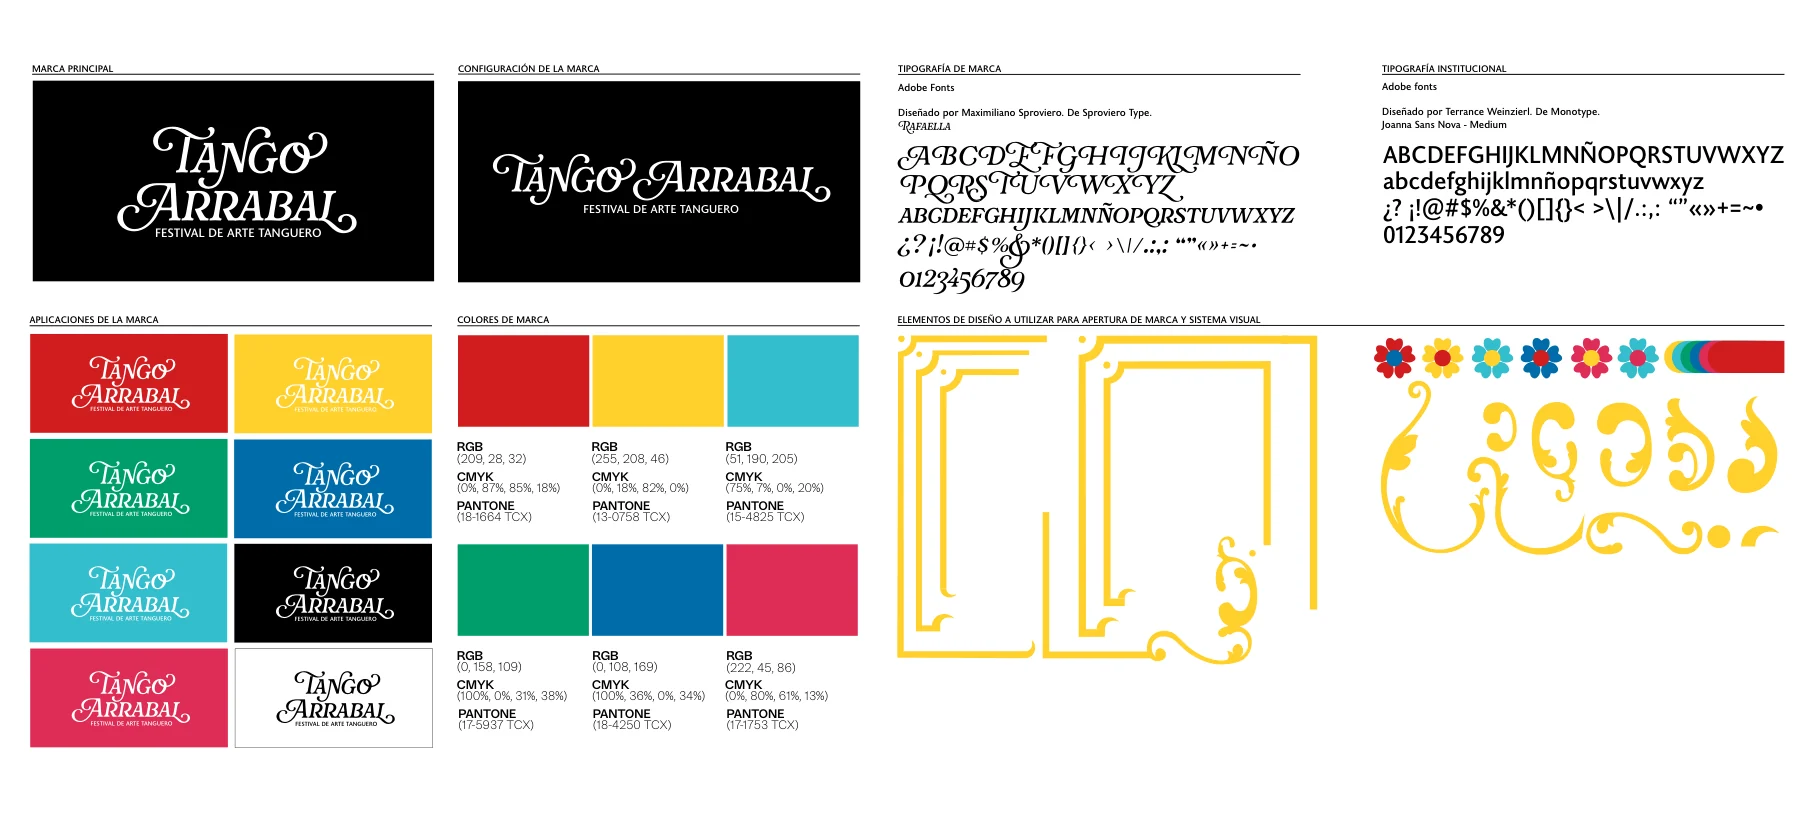 MARCA PRINCIPAL
TANGO
ARRABAL
FESTIVAL DE ARTE TANGUERO
CONFIGURACIÓN DE LA MARCA
TANGO ARRABAL
FESTIVAL DE ARTE TANGUERO
TIPOGRAFÍA DE MARCA
Adobe Fonts
Diseñado por Maximiliano Sproviero. De Sproviero Type.
RAFAELLA
ABCDEFGHIJKLMNÑO
PQRSTUVWXYZ
ABCDEFGHIJKLMNÑOPQRSTUVWXYZ
¿?¡!@#$%&*()[]{}< >\|/.:,: “”«»+=~•
0123456789
TIPOGRAFÍA INSTITUCIONAL
Adobe fonts
Diseñado por Terrance Weinzierl. De Monotype.
Joanna Sans Nova - Medium
ABCDEFGHIJKLMNÑOPQRSTUVWXYZ
abcdefghijklmnñopqrstuvwxyz
¿? ¡!@#$%&*()[]{}< >\|/.:,: “”«»+=~•
0123456789
APLICACIONES DE LA MARCA
TANGO
ARRABAL
FESTIVAL DE ARTE TANGUERO
TANGO
ARRABAL
FESTIVAL DE ARTE TANGUERO
TANGO
ARRABAL
FESTIVAL DE ARTE TANGUERO
TANGO
ARRABAL
FESTIVAL DE ARTE TANGUERO
TANGO
ARRABAL
FESTIVAL DE ARTE TANGUERO
TANGO
ARRABAL
FESTIVAL DE ARTE TANGUERO
TANGO
ARRABAL
FESTIVAL DE ARTE TANGUERO
TANGO
ARRABAL
FESTIVAL DE ARTE TANGUERO
COLORES DE MARCA
RGB
(209, 28, 32)
CMYK
(0%, 87%, 85%, 18%)
PANTONE
(18-1664 TCX)
RGB
(255, 208, 46)
CMYK
(0%, 18%, 82%, 0%)
PANTONE
(13-0758 TCX)
RGB
(51, 190, 205)
CMYK
(75%, 7%, 0%, 20%)
PANTONE
(15-4825 TCX)
RGB
(0, 158, 109)
CMYK
(100%, 0%, 31%, 38%)
PANTONE
(17-5937 TCX)
RGB
(0, 108, 169)
CMYK
(100%, 36%, 0%, 34%)
PANTONE
(18-4250 TCX)
RGB
(222, 45, 86)
CMYK
(0%, 80%, 61%, 13%)
PANTONE
(17-1753 TCX)
ELEMENTOS DE DISEÑO A UTILIZAR PARA APERTURA DE MARCA Y SISTEMA VISUAL